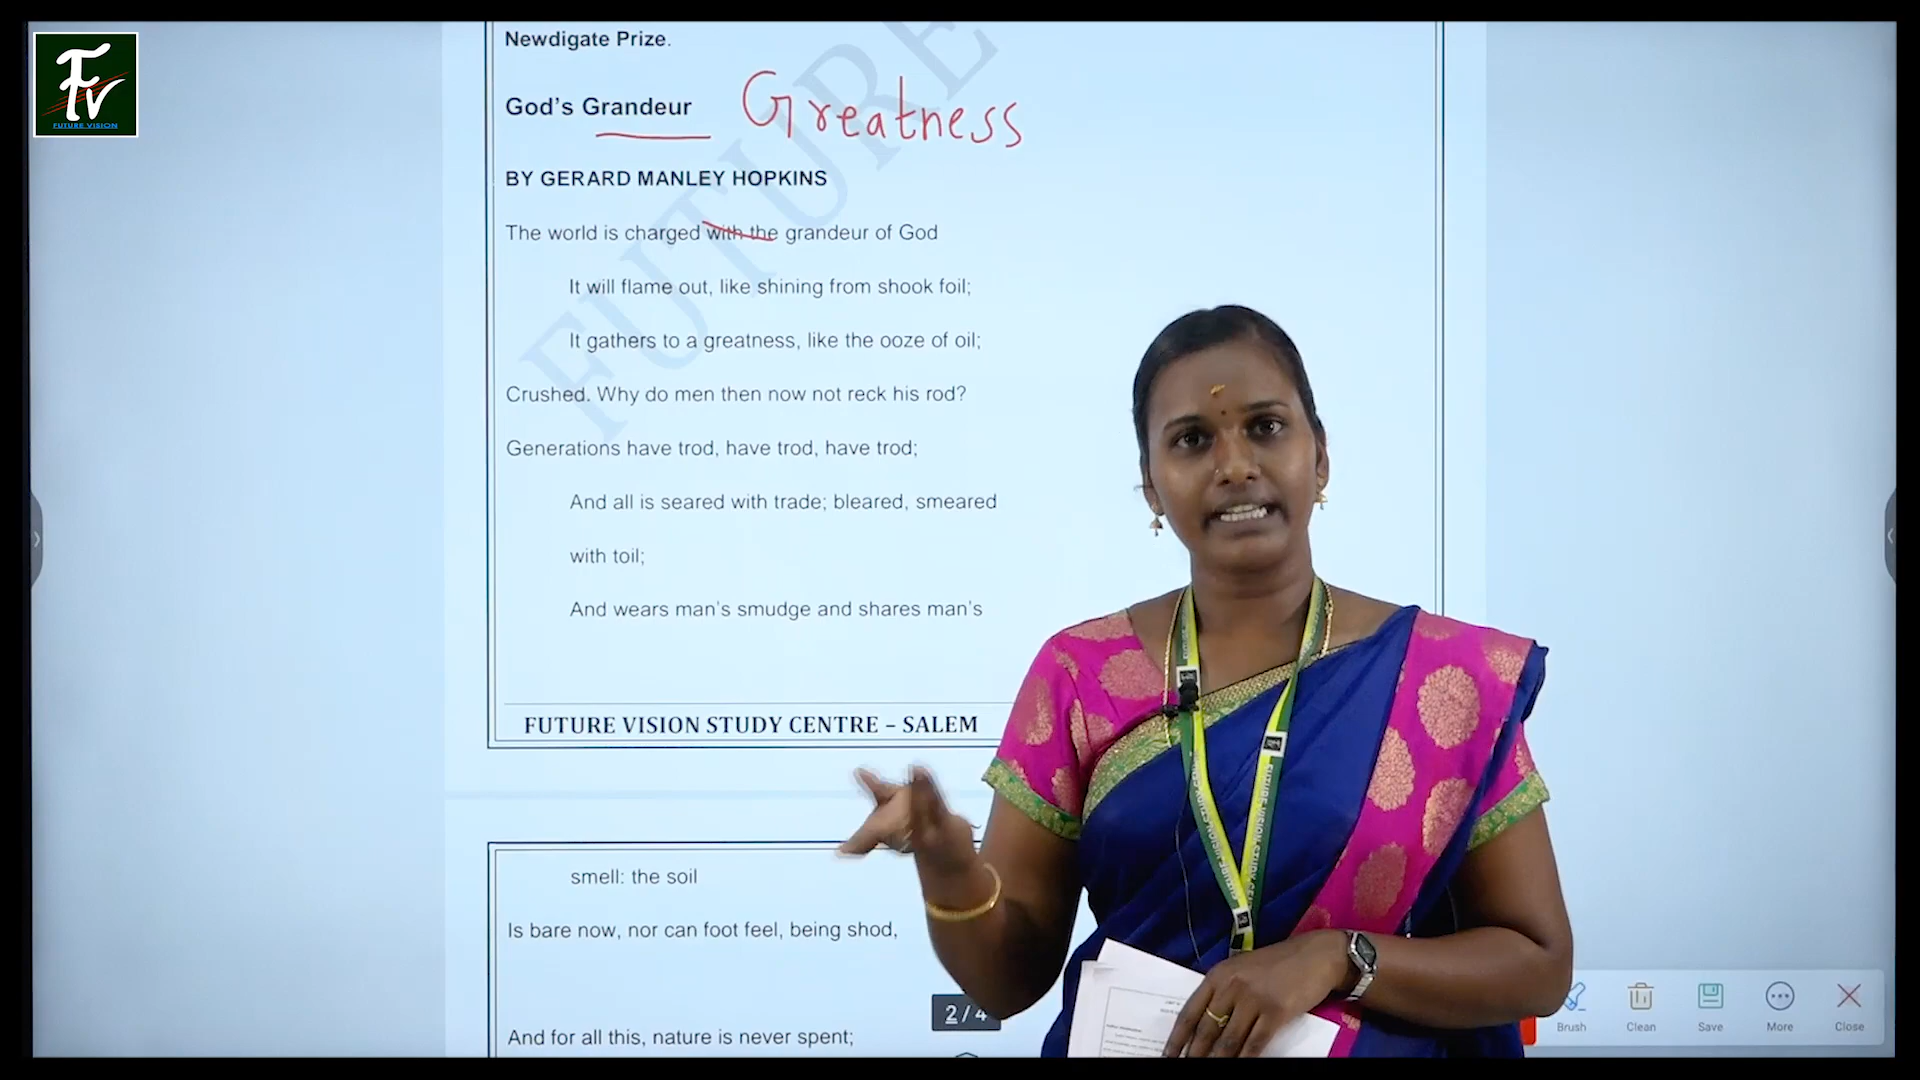 Fv
FUTURE VISION
FUTURE
Newdigate Prize.
God's Grandeur Greatness
BY GERARD MANLEY HOPKINS
The world is charged with the grandeur of God
It will flame out, like shining from shook foil;
It gathers to a greatness, like the ooze of oil;
Crushed. Why do men then now not reck his rod?
Generations have trod, have trod, have trod;
And all is seared with trade; bleared, smeared
with toil;
And wears man's smudge and shares man's
FUTURE VISION STUDY CENTRE – SALEM
smell: the soil
Is bare now, nor can foot feel, being shod,
And for all this, nature is never spent;
2 / 4
Brush Clean Save More Close